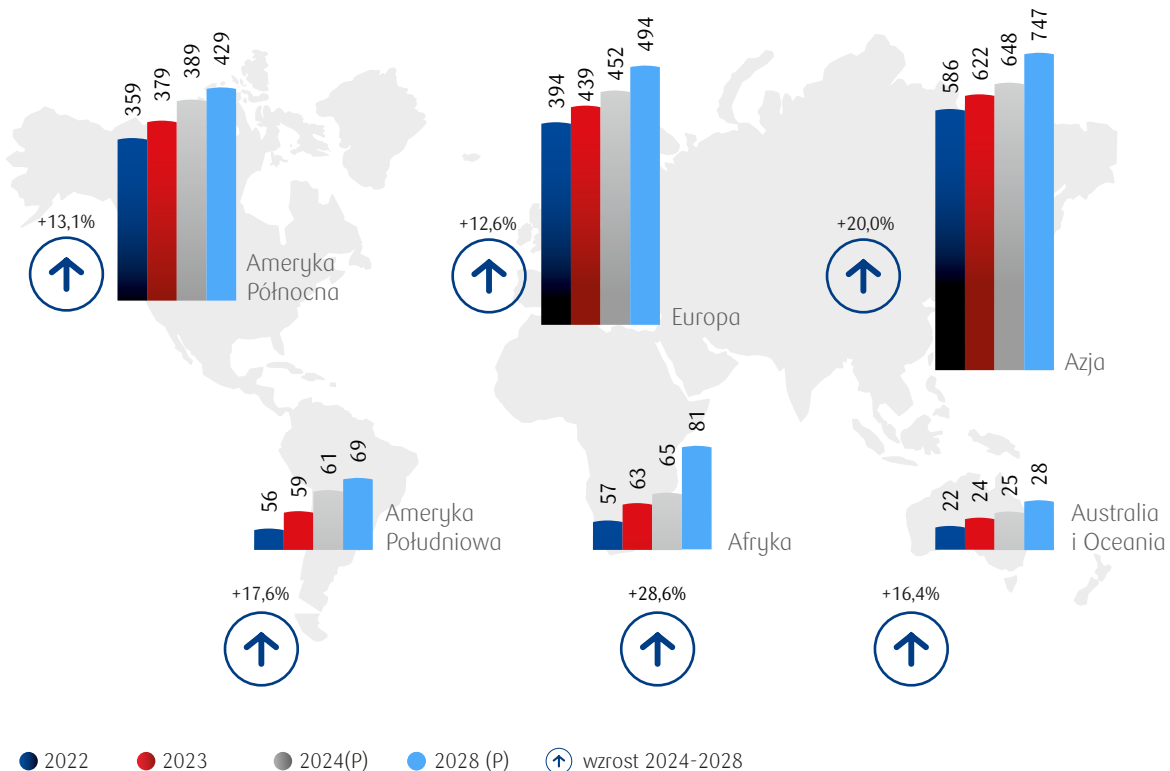 359
379
389
429
+13,1%
Ameryka
Północna
394
439
452
494
+12,6%
Europa
586
622
648
747
+20,0%
Azja
56
59
61
69
Ameryka
Południowa
+17,6%
57
63
65
81
Afryka
+28,6%
22
24
25
28
Australia
i Oceania
+16,4%
2022
2023
2024(P)
2028 (P)
wzrost 2024-2028